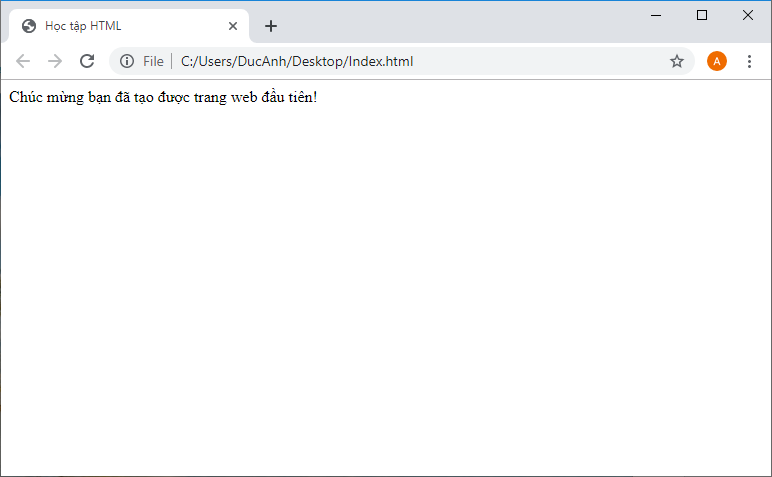 Học tập HTML
File C:/Users/DucAnh/Desktop/Index.html
A
Chúc mừng bạn đã tạo được trang web đầu tiên!